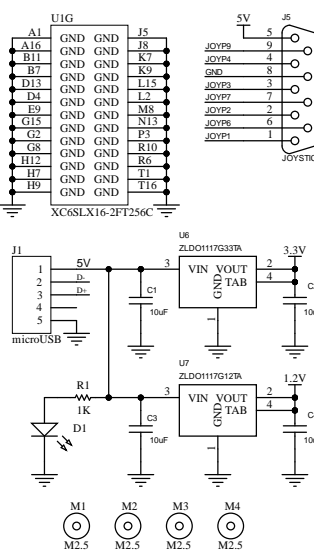 U1G
A1 GND GND J5
A16 GND GND J8
B11 GND GND K7
B7 GND GND K9
D13 GND GND L15
D4 GND GND L2
E9 GND GND M8
G15 GND GND N13
G2 GND GND P3
G8 GND GND R10
H12 GND GND R6
H7 GND GND T1
H9 GND GND T16
XC6SLX16-2FT256C
5V J5
5
JOYP9 9
JOYP4 4
GND 8
JOYP3 3
JOYP7 7
JOYP2 2
JOYP6 6
JOYP1 1
J1
1 5V
2 D-
3 D+
4
5
microUSB
U6
ZLDO1117G33TA
3 VIN VOUT 2
TAB 4
GND
1
3.3V
C1
10uF
R1
1K
D1
U7
ZLDO1117G12TA
3 VIN VOUT 2
TAB 4
GND
1
1.2V
C3
10uF
M1 M2 M3 M4
M2.5 M2.5 M2.5 M2.5